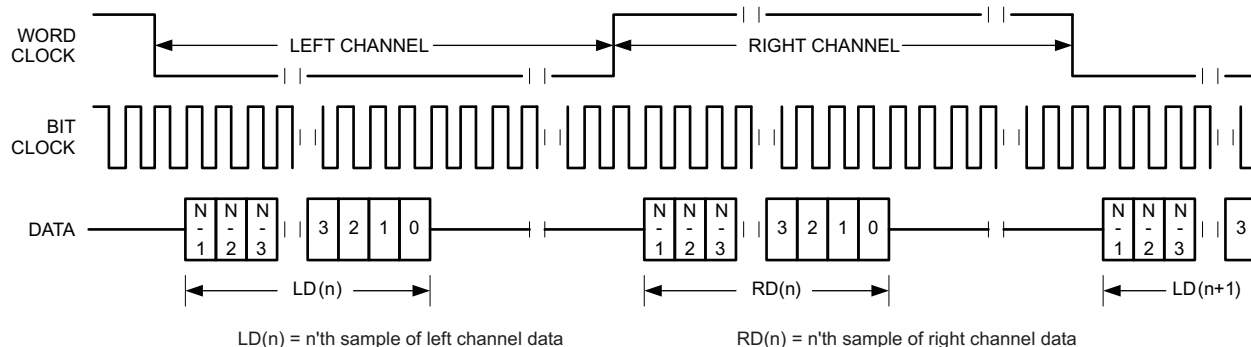 WORD
CLOCK
LEFT CHANNEL
RIGHT CHANNEL
BIT
CLOCK
DATA
N-1 N-2 N-3 3 2 1 0
N-1 N-2 N-3 3 2 1 0
N-1 N-2 N-3 3
LD(n)
RD(n)
LD(n+1)
LD(n) = n'th sample of left channel data
RD(n) = n'th sample of right channel data